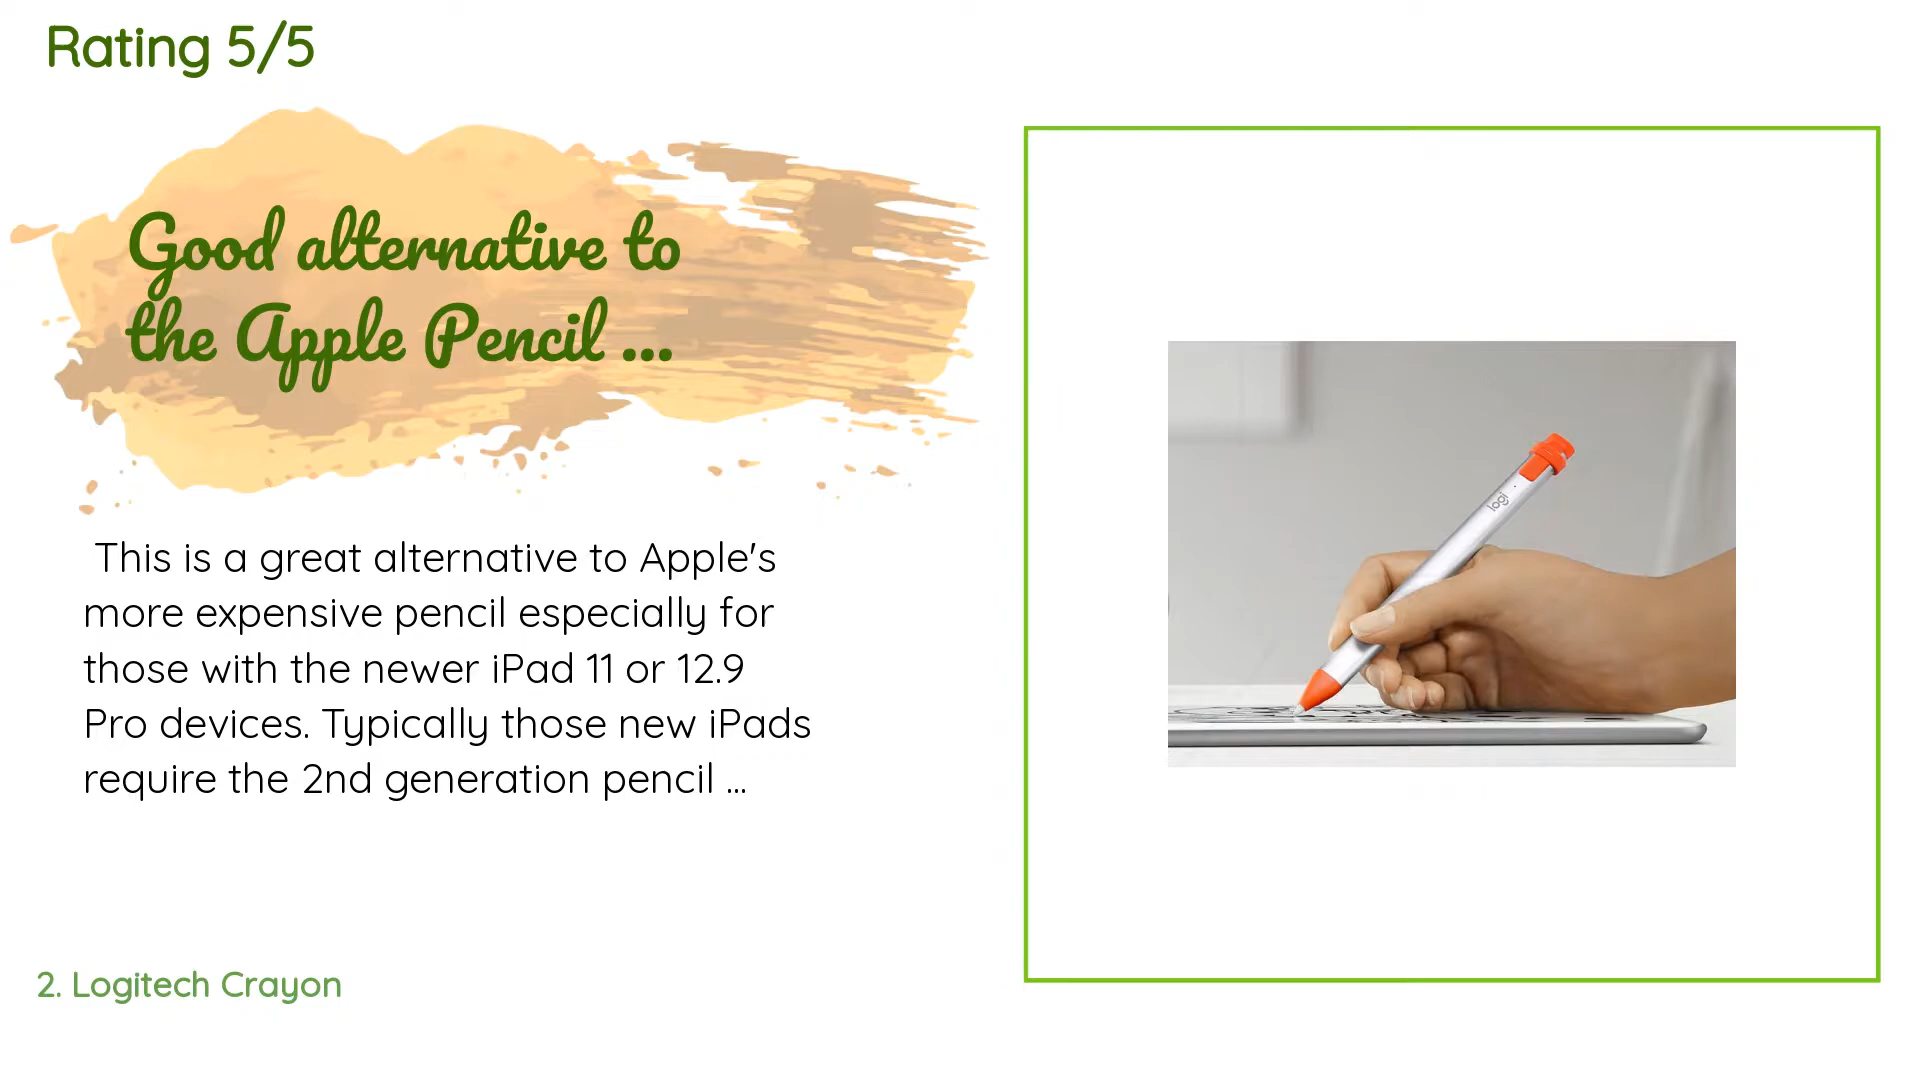 Rating 5/5
Good alternative to
the Apple Pencil ...
This is a great alternative to Apple's
more expensive pencil especially for
those with the newer iPad 11 or 12.9
Pro devices. Typically those new iPads
require the 2nd generation pencil ...
logi
2. Logitech Crayon